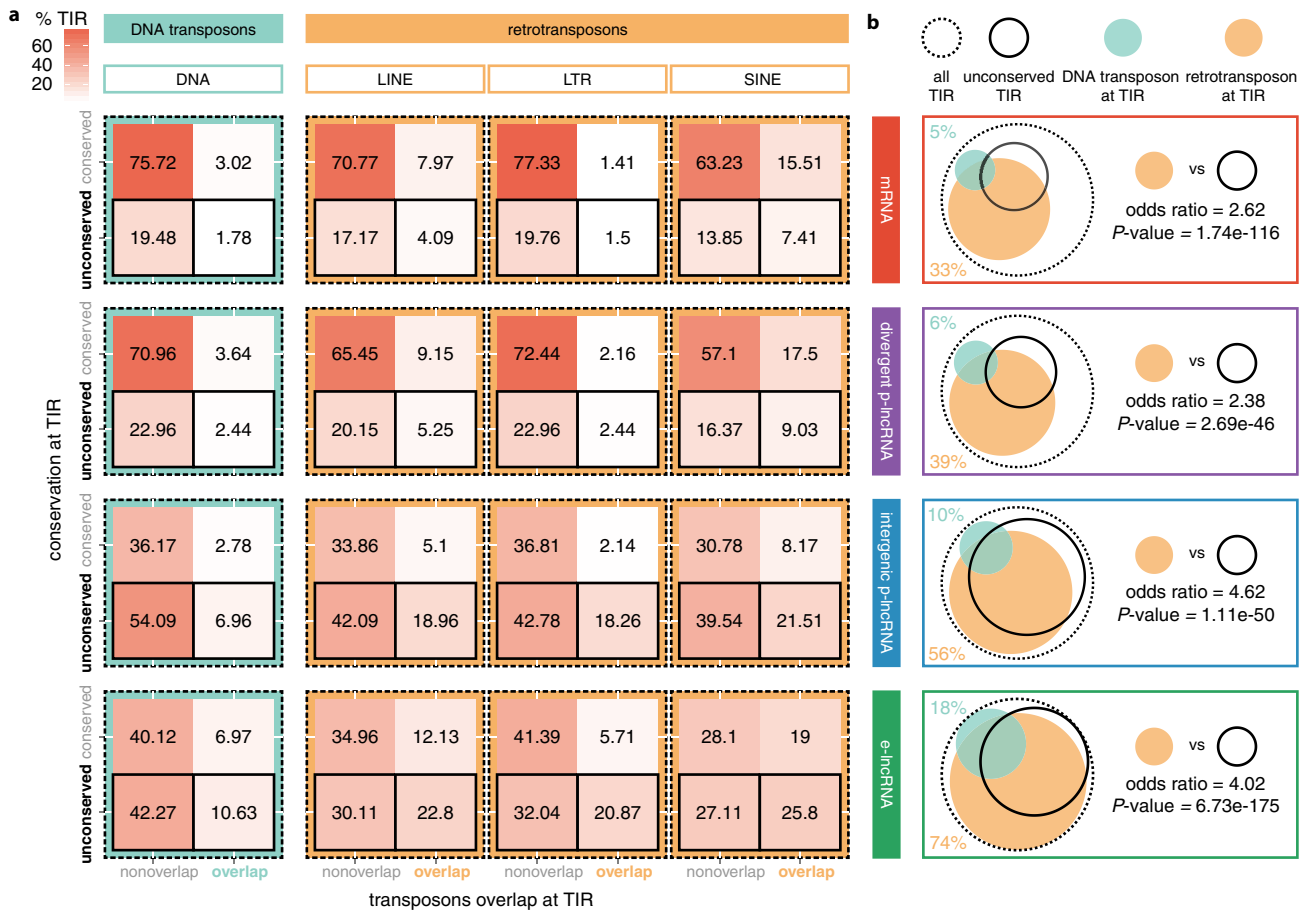 a
% TIR
60
40
20
DNA transposons
retrotransposons
DNA
LINE
LTR
SINE
conservation at TIR
conserved
unconserved
75.72 3.02 70.77 7.97 77.33 1.41 63.23 15.51
19.48 1.78 17.17 4.09 19.76 1.5 13.85 7.41
mRNA
conserved
unconserved
70.96 3.64 65.45 9.15 72.44 2.16 57.1 17.5
22.96 2.44 20.15 5.25 22.96 2.44 16.37 9.03
divergent p-lncRNA
conserved
unconserved
36.17 2.78 33.86 5.1 36.81 2.14 30.78 8.17
54.09 6.96 42.09 18.96 42.78 18.26 39.54 21.51
intergenic p-lncRNA
conserved
unconserved
40.12 6.97 34.96 12.13 41.39 5.71 28.1 19
42.27 10.63 30.11 22.8 32.04 20.87 27.11 25.8
e-lncRNA
nonoverlap overlap nonoverlap overlap nonoverlap overlap nonoverlap overlap
transposons overlap at TIR
b
all
TIR
unconserved
TIR
DNA transposon
at TIR
retrotransposon
at TIR
5%
33%
vs
odds ratio = 2.62
P-value = 1.74e-116
6%
39%
vs
odds ratio = 2.38
P-value = 2.69e-46
10%
56%
vs
odds ratio = 4.62
P-value = 1.11e-50
18%
74%
vs
odds ratio = 4.02
P-value = 6.73e-175